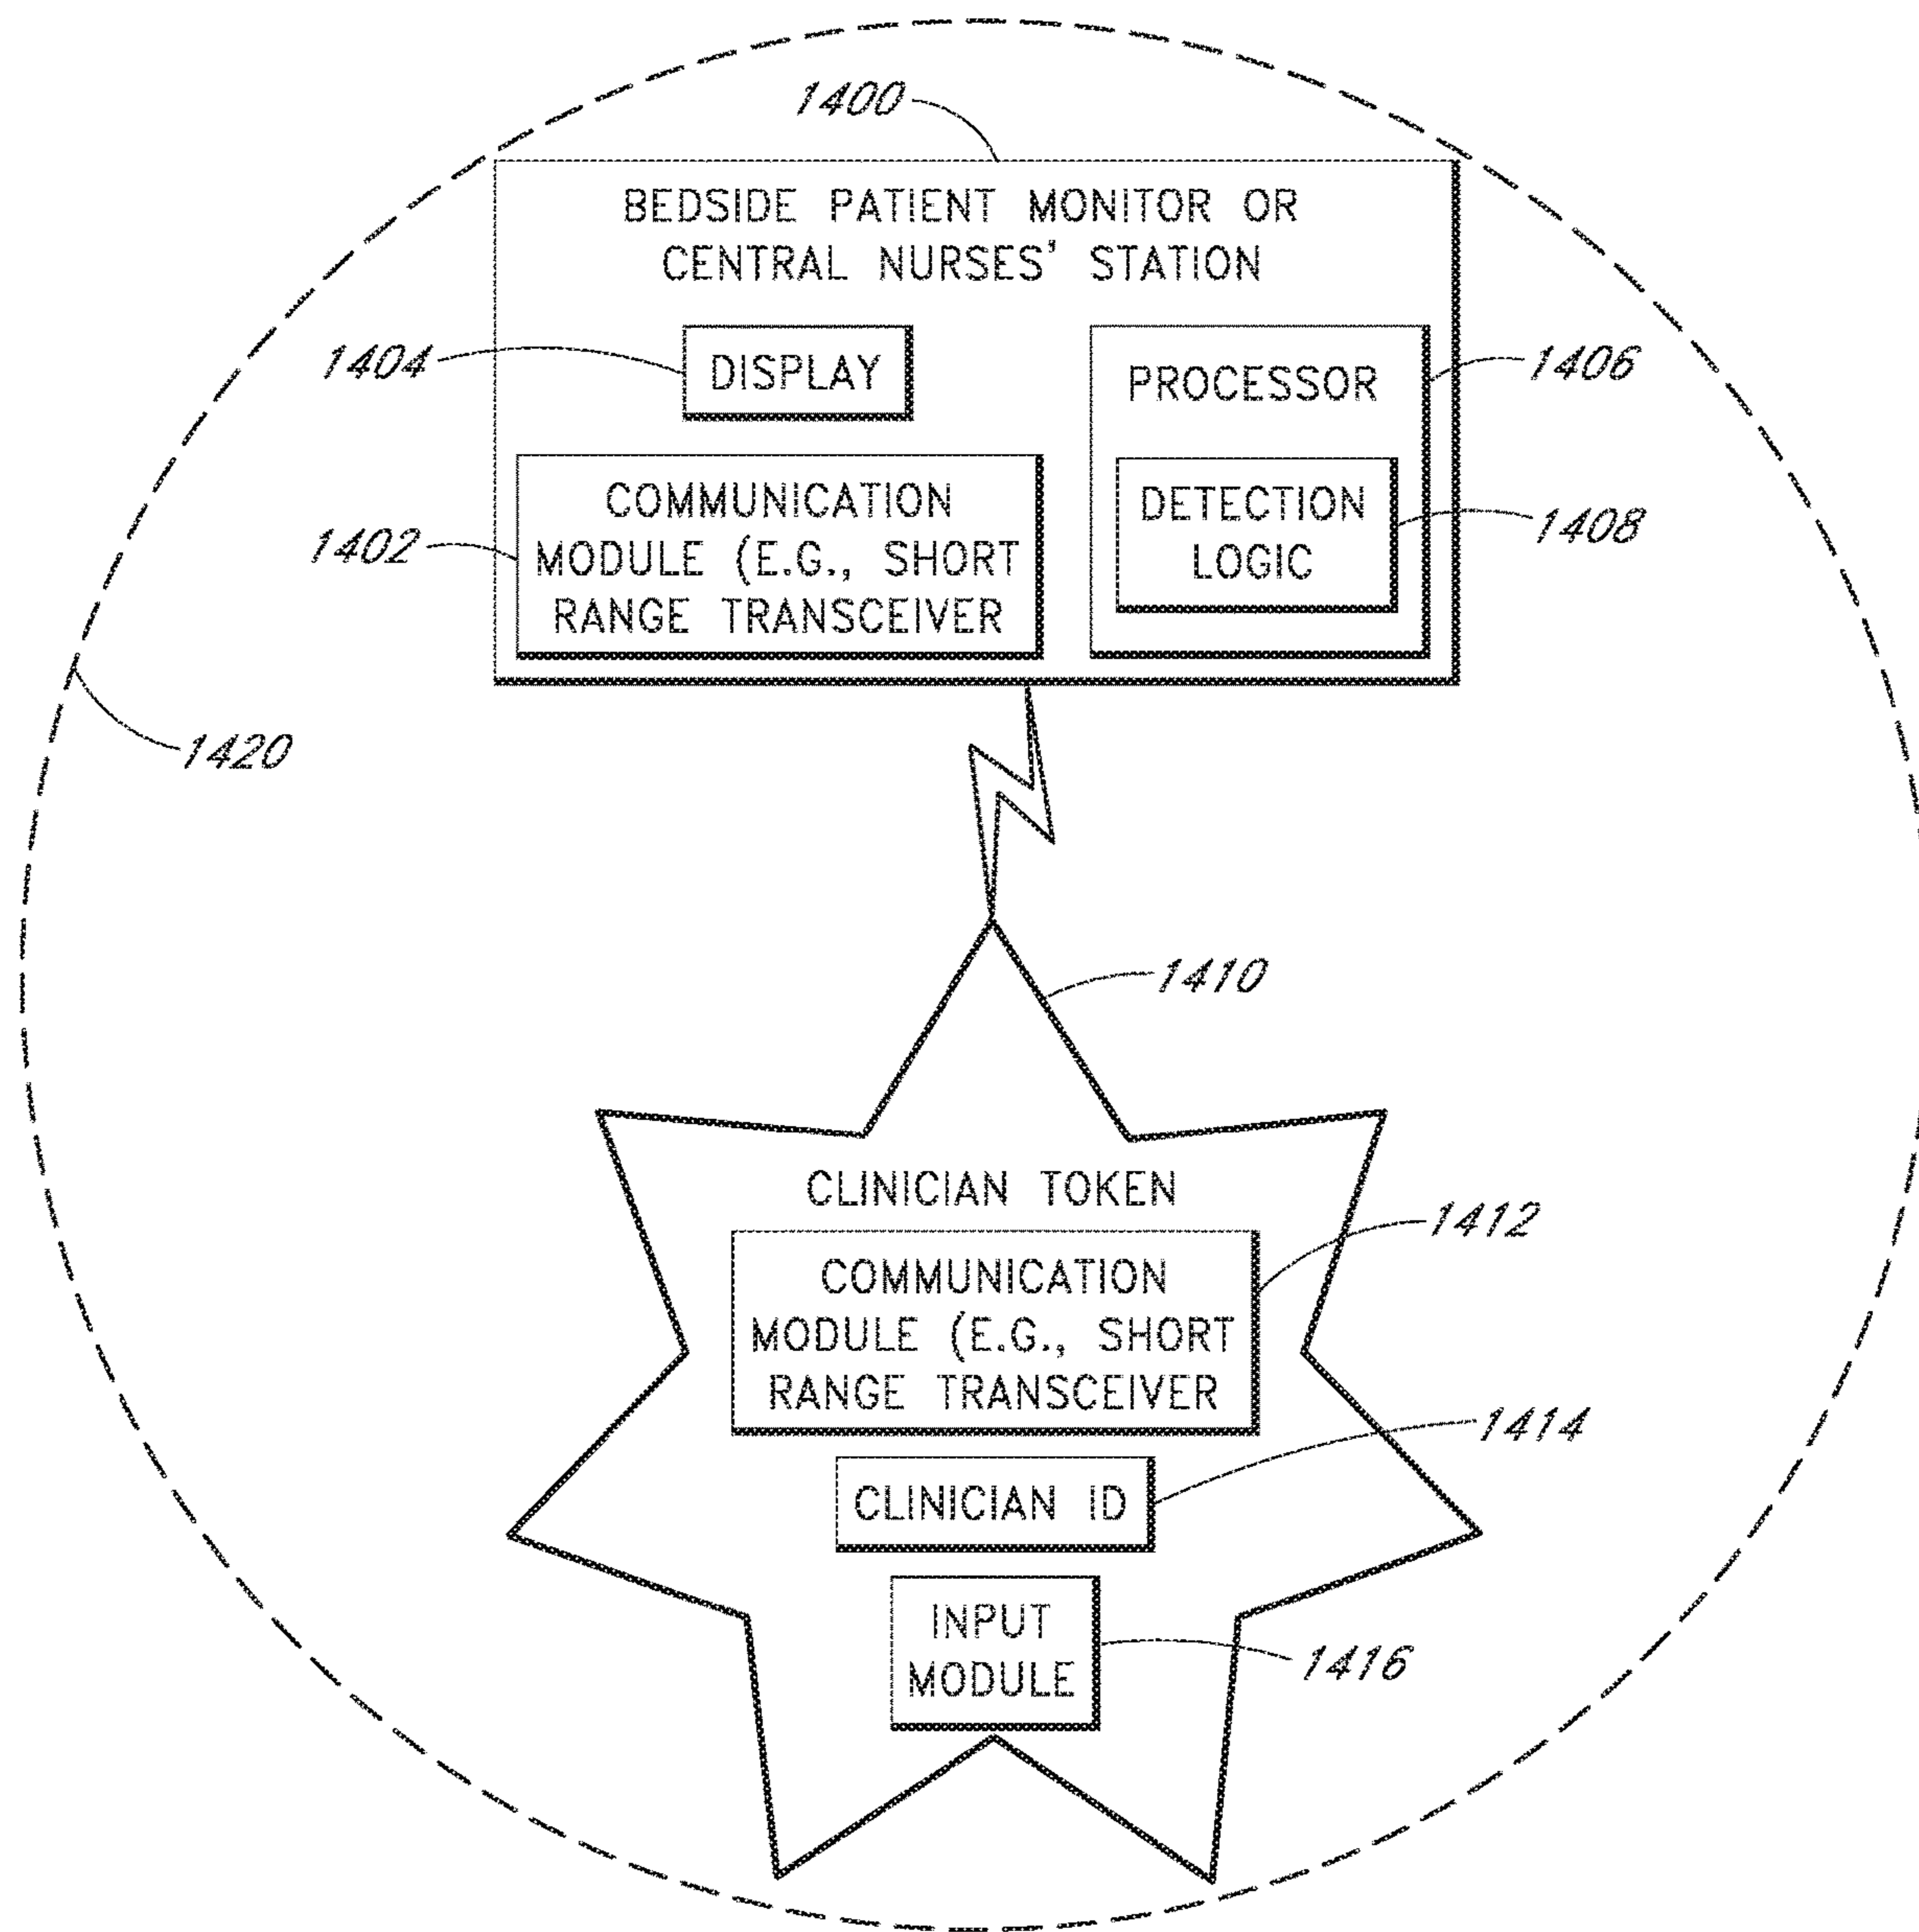 1400
BEDSIDE PATIENT MONITOR OR
CENTRAL NURSES' STATION
1404
DISPLAY
PROCESSOR
1406
1402
COMMUNICATION
MODULE (E.G., SHORT
RANGE TRANSCEIVER
DETECTION
LOGIC
1408
1420
1410
CLINICIAN TOKEN
1412
COMMUNICATION
MODULE (E.G., SHORT
RANGE TRANSCEIVER
1414
CLINICIAN ID
INPUT
MODULE
1416